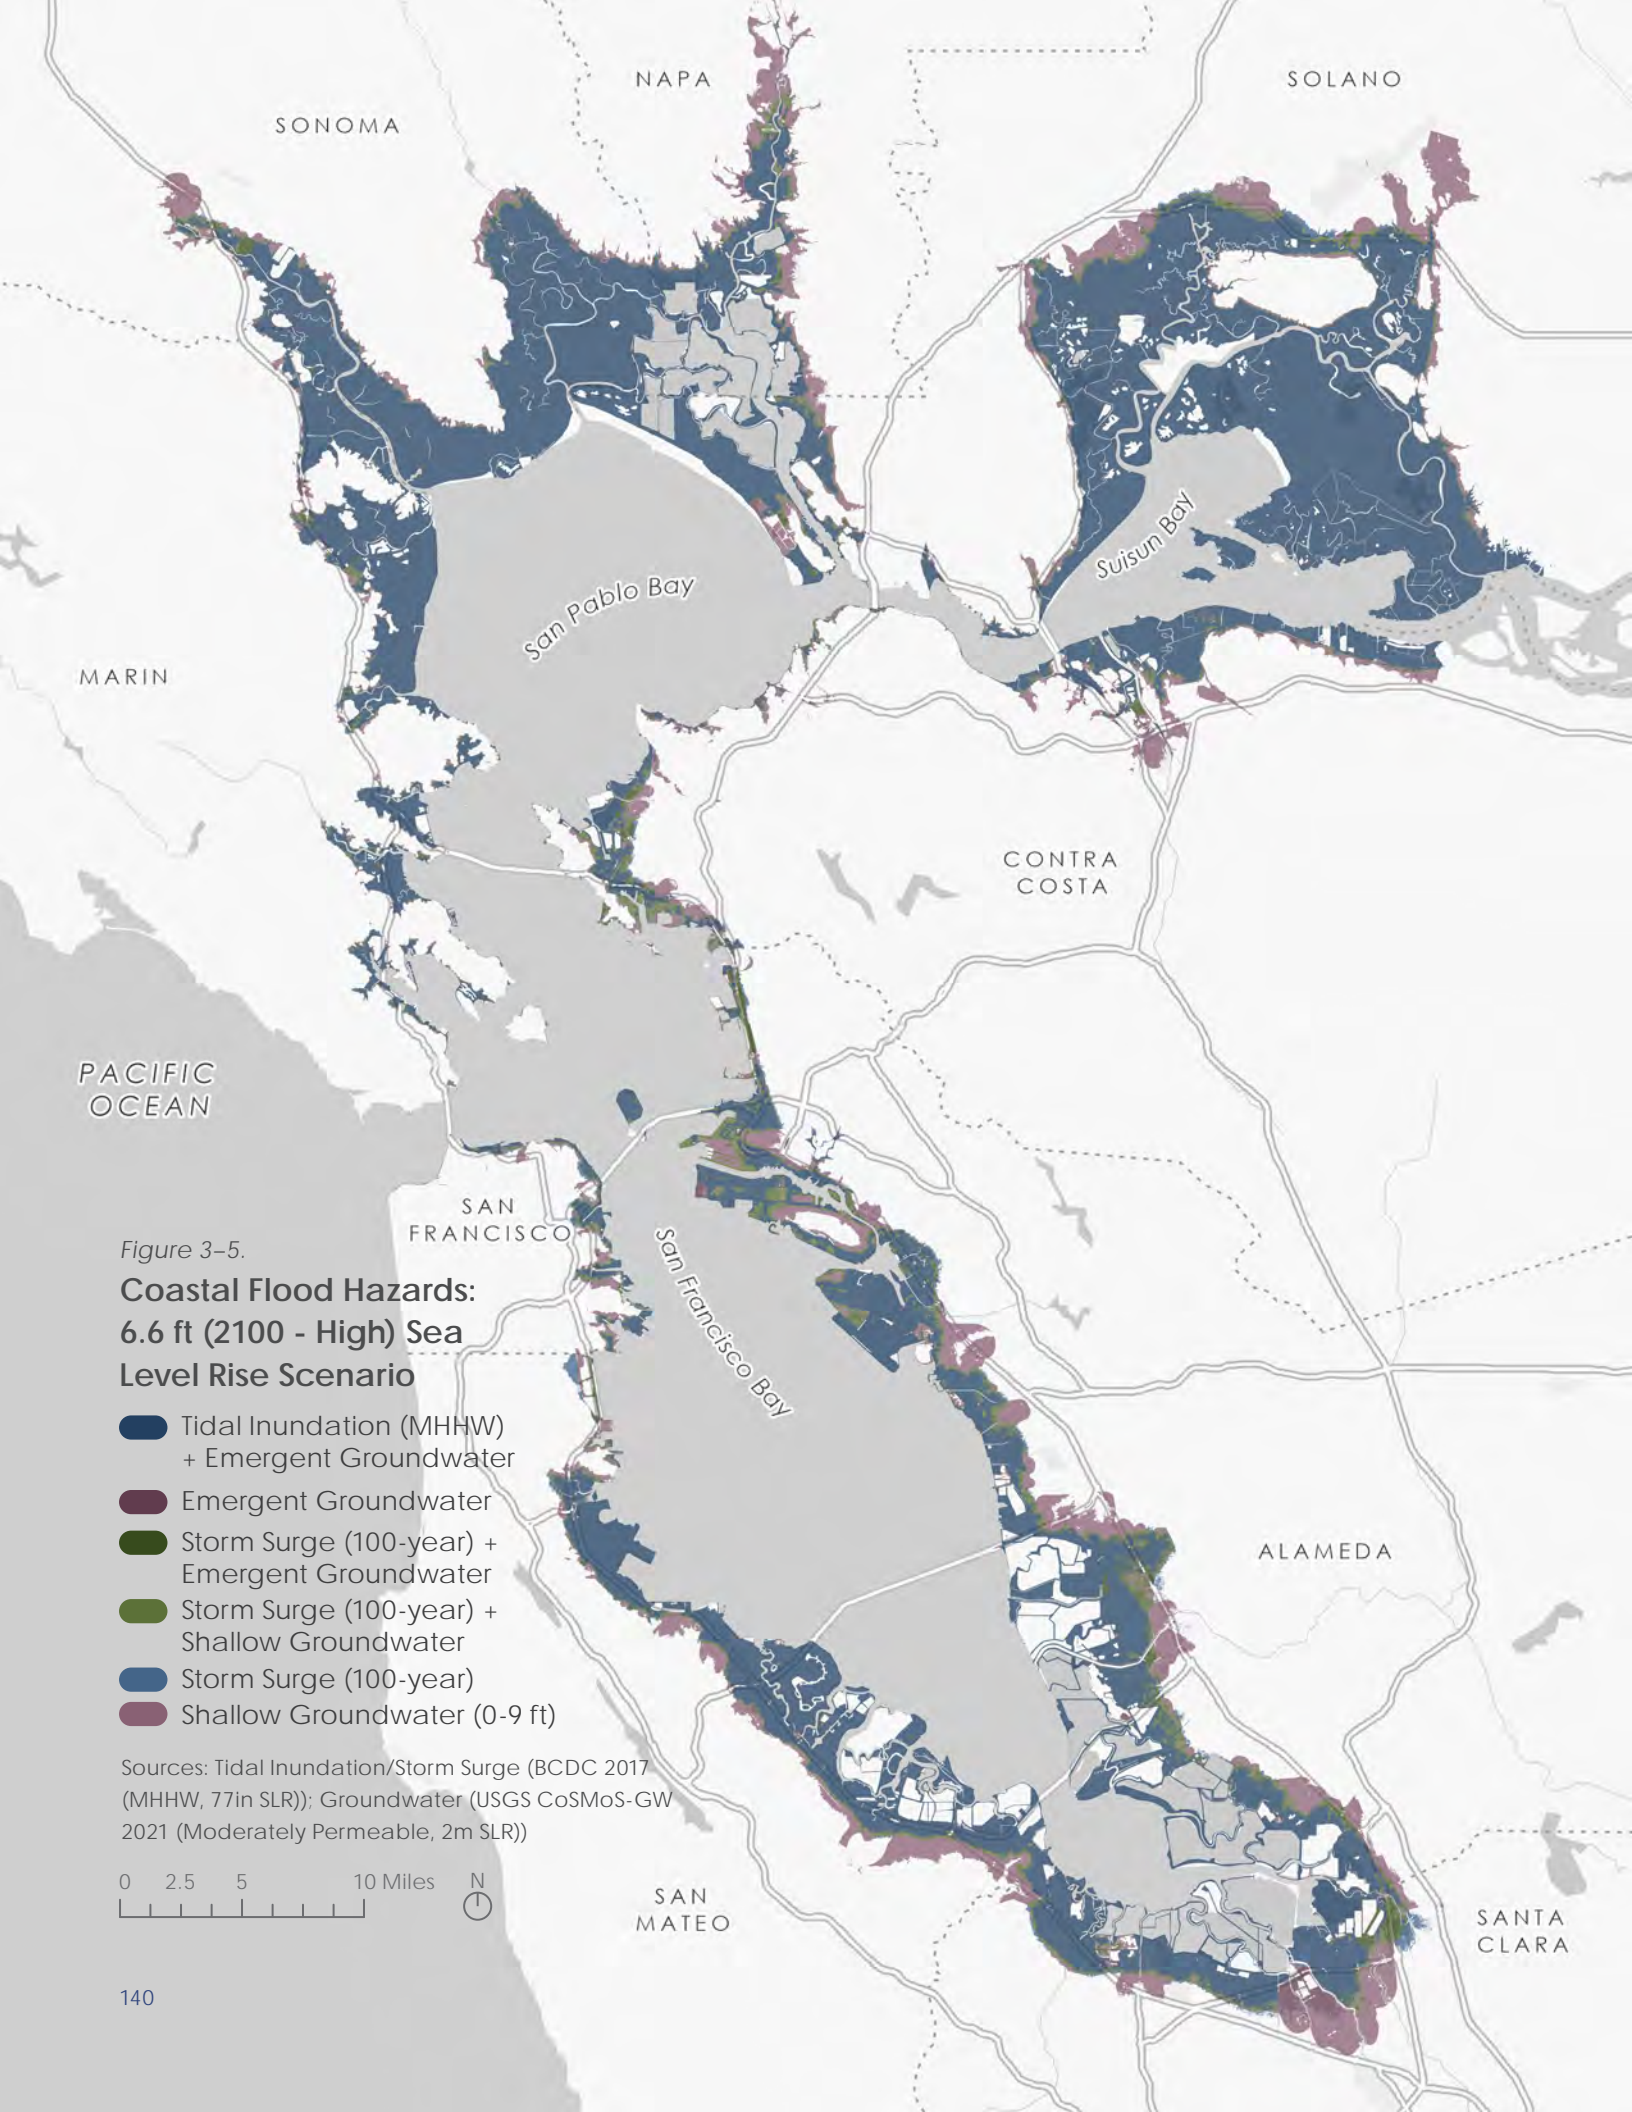 NAPA
SOLANO
SONOMA
Suisun Bay
San Pablo Bay
MARIN
CONTRA
COSTA
PACIFIC
OCEAN
SAN
FRANCISCO
San Francisco Bay
Figure 3–5.
Coastal Flood Hazards:
6.6 ft (2100 - High) Sea
Level Rise Scenario
Tidal Inundation (MHHW)
+ Emergent Groundwater
Emergent Groundwater
Storm Surge (100-year) +
Emergent Groundwater
Storm Surge (100-year) +
Shallow Groundwater
Storm Surge (100-year)
Shallow Groundwater (0-9 ft)
ALAMEDA
Sources: Tidal Inundation/Storm Surge (BCDC 2017
(MHHW, 77in SLR)); Groundwater (USGS CoSMoS-GW
2021 (Moderately Permeable, 2m SLR))
0 2.5 5 10 Miles N
SAN
MATEO
SANTA
CLARA
140